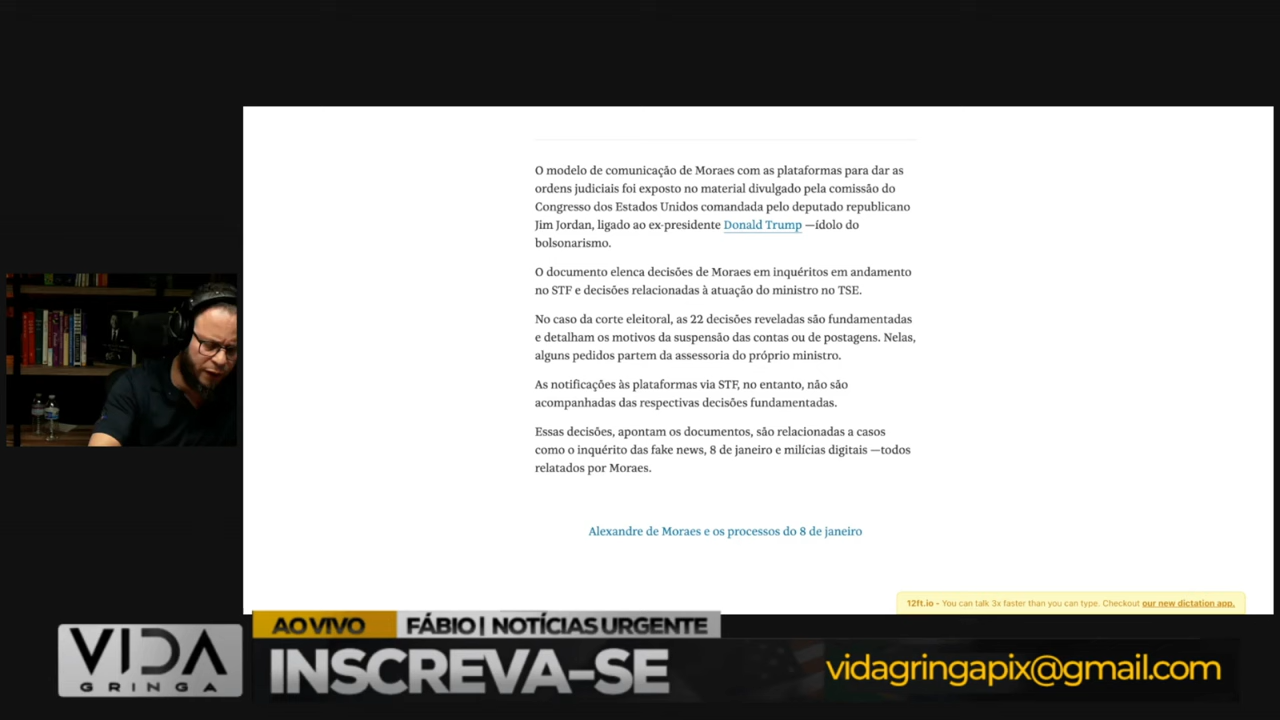 O modelo de comunicação de Moraes com as plataformas para dar as
ordens judiciais foi exposto no material divulgado pela comissão do
Congresso dos Estados Unidos comandada pelo deputado republicano
Jim Jordan, ligado ao ex-presidente Donald Trump —ídolo do
bolsonarismo.
O documento elenca decisões de Moraes em inquéritos em andamento
no STF e decisões relacionadas à atuação do ministro no TSE.
No caso da corte eleitoral, as 22 decisões reveladas são fundamentadas
e detalham os motivos da suspensão das contas ou de postagens. Nelas,
alguns pedidos partem da assessoria do próprio ministro.
As notificações às plataformas via STF, no entanto, não são
acompanhadas das respectivas decisões fundamentadas.
Essas decisões, apontam os documentos, são relacionadas a casos
como o inquérito das fake news, 8 de janeiro e milícias digitais —todos
relatados por Moraes.
Alexandre de Moraes e os processos do 8 de janeiro
12ft.io - You can talk 3x faster than you can type. Checkout our new dictation app.
AO VIVO FÁBIO | NOTÍCIAS URGENTE
VIDA
GRINGA
INSCREVA-SE
vidagringapix@gmail.com